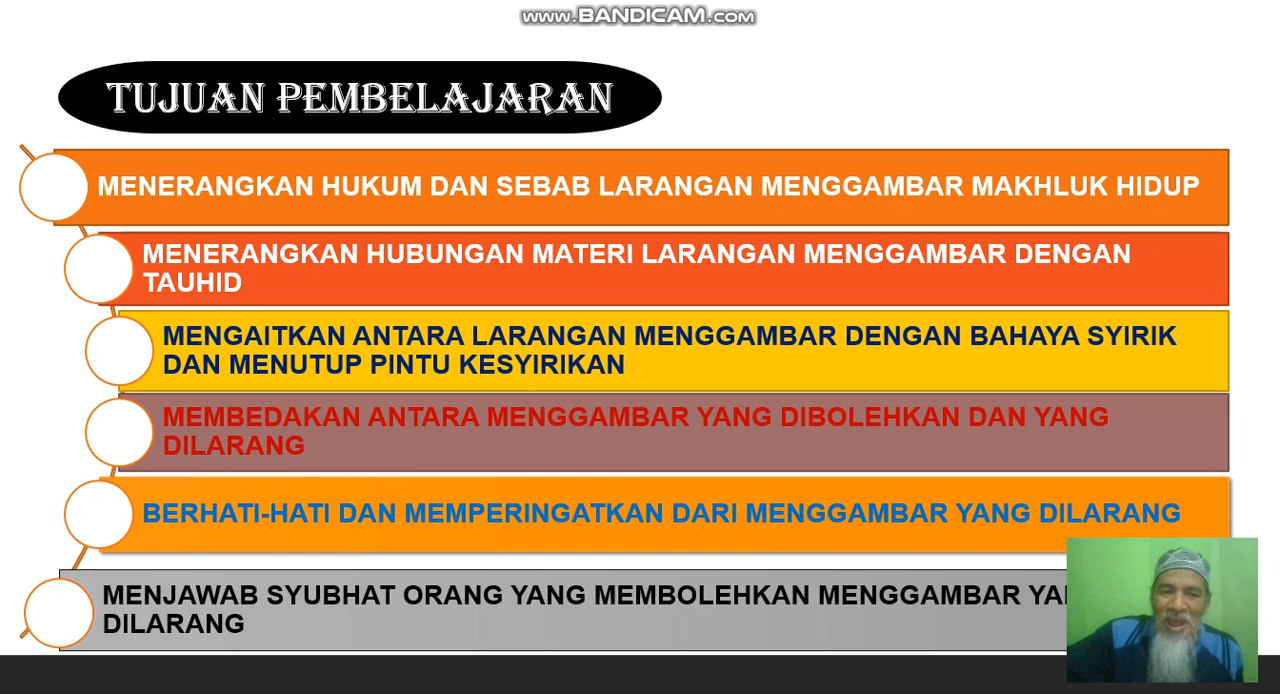 www.BANDICAM.com
TUJUAN PEMBELAJARAN
MENERANGKAN HUKUM DAN SEBAB LARANGAN MENGGAMBAR MAKHLUK HIDUP
MENERANGKAN HUBUNGAN MATERI LARANGAN MENGGAMBAR DENGAN
TAUHID
MENGAITKAN ANTARA LARANGAN MENGGAMBAR DENGAN BAHAYA SYIRIK
DAN MENUTUP PINTU KESYIRIKAN
MEMBEDAKAN ANTARA MENGGAMBAR YANG DIBOLEHKAN DAN YANG
DILARANG
BERHATI-HATI DAN MEMPERINGATKAN DARI MENGGAMBAR YANG DILARANG
MENJAWAB SYUBHAT ORANG YANG MEMBOLEHKAN MENGGAMBAR
DILARANG